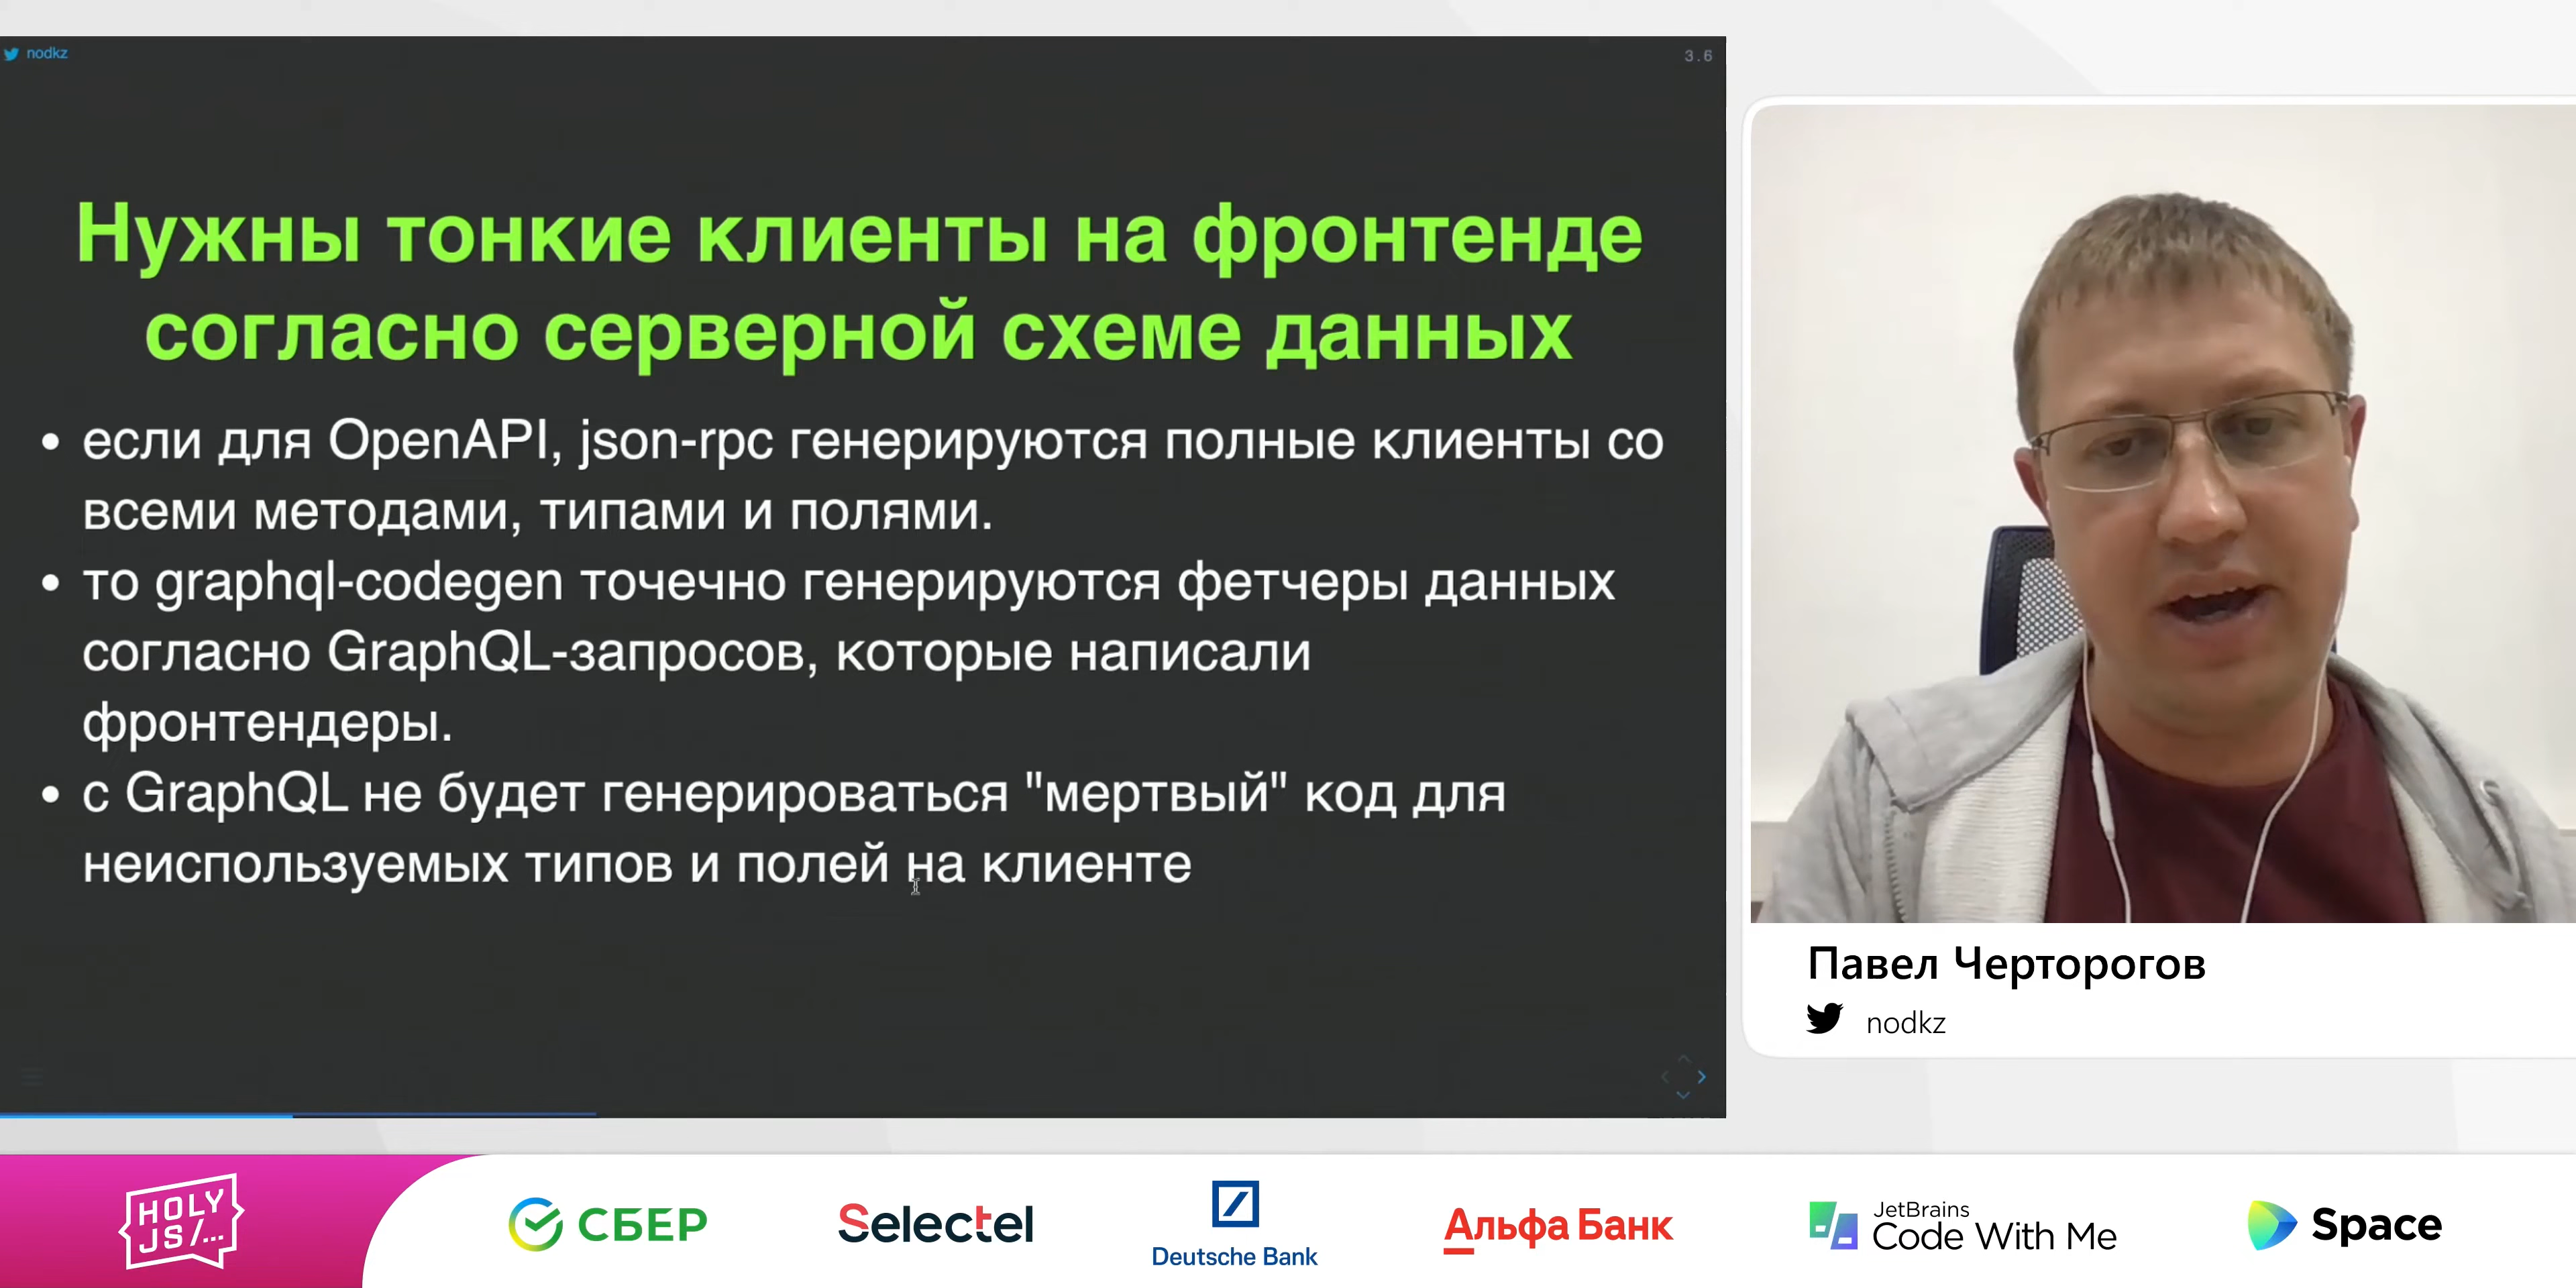 nodkz
3.6
Нужны тонкие клиенты на фронтенде
согласно серверной схеме данных
• если для OpenAPI, json-rpc генерируются полные клиенты со
всеми методами, типами и полями.
• то graphql-codegen точечно генерируются фетчеры данных
согласно GraphQL-запросов, которые написали
фронтендеры.
• с GraphQL не будет генерироваться "мертвый" код для
неиспользуемых типов и полей на клиенте
Павел Черторогов
nodkz
HOLY
JS/...
СБЕР
Selectel
Deutsche Bank
Альфа Банк
JetBrains
Code With Me
Space